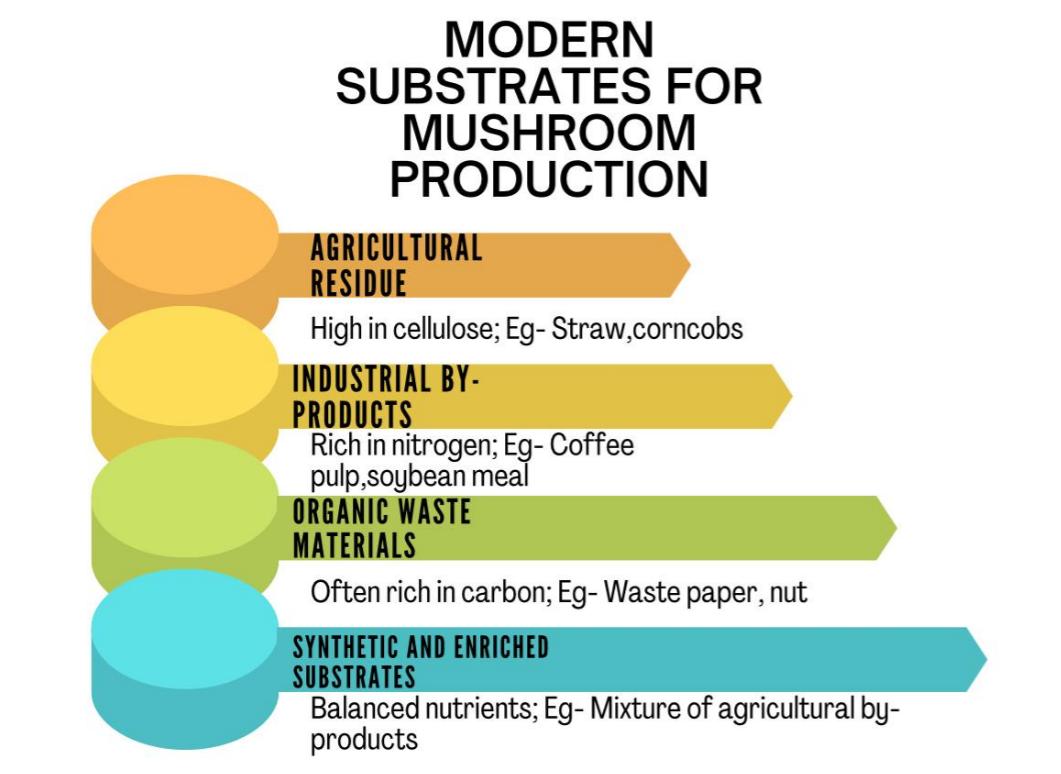 MODERN
SUBSTRATES FOR
MUSHROOM
PRODUCTION
AGRICULTURAL
RESIDUE
High in cellulose; Eg- Straw,corncobs
INDUSTRIAL BY-
PRODUCTS
Rich in nitrogen; Eg- Coffee
pulp,soybean meal
ORGANIC WASTE
MATERIALS
Often rich in carbon; Eg- Waste paper, nut
SYNTHETIC AND ENRICHED
SUBSTRATES
Balanced nutrients; Eg- Mixture of agricultural by-
products